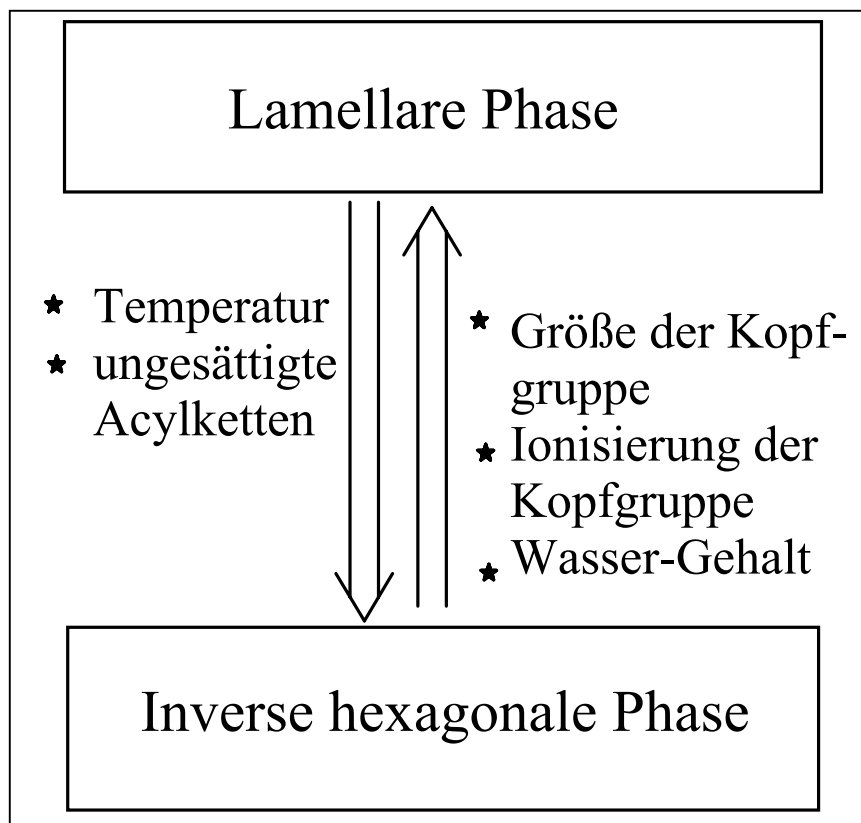 Lamellare Phase
Temperatur
ungesättigte
Acylketten
Größe der Kopf-
gruppe
Ionisierung der
Kopfgruppe
Wasser-Gehalt
Inverse hexagonale Phase